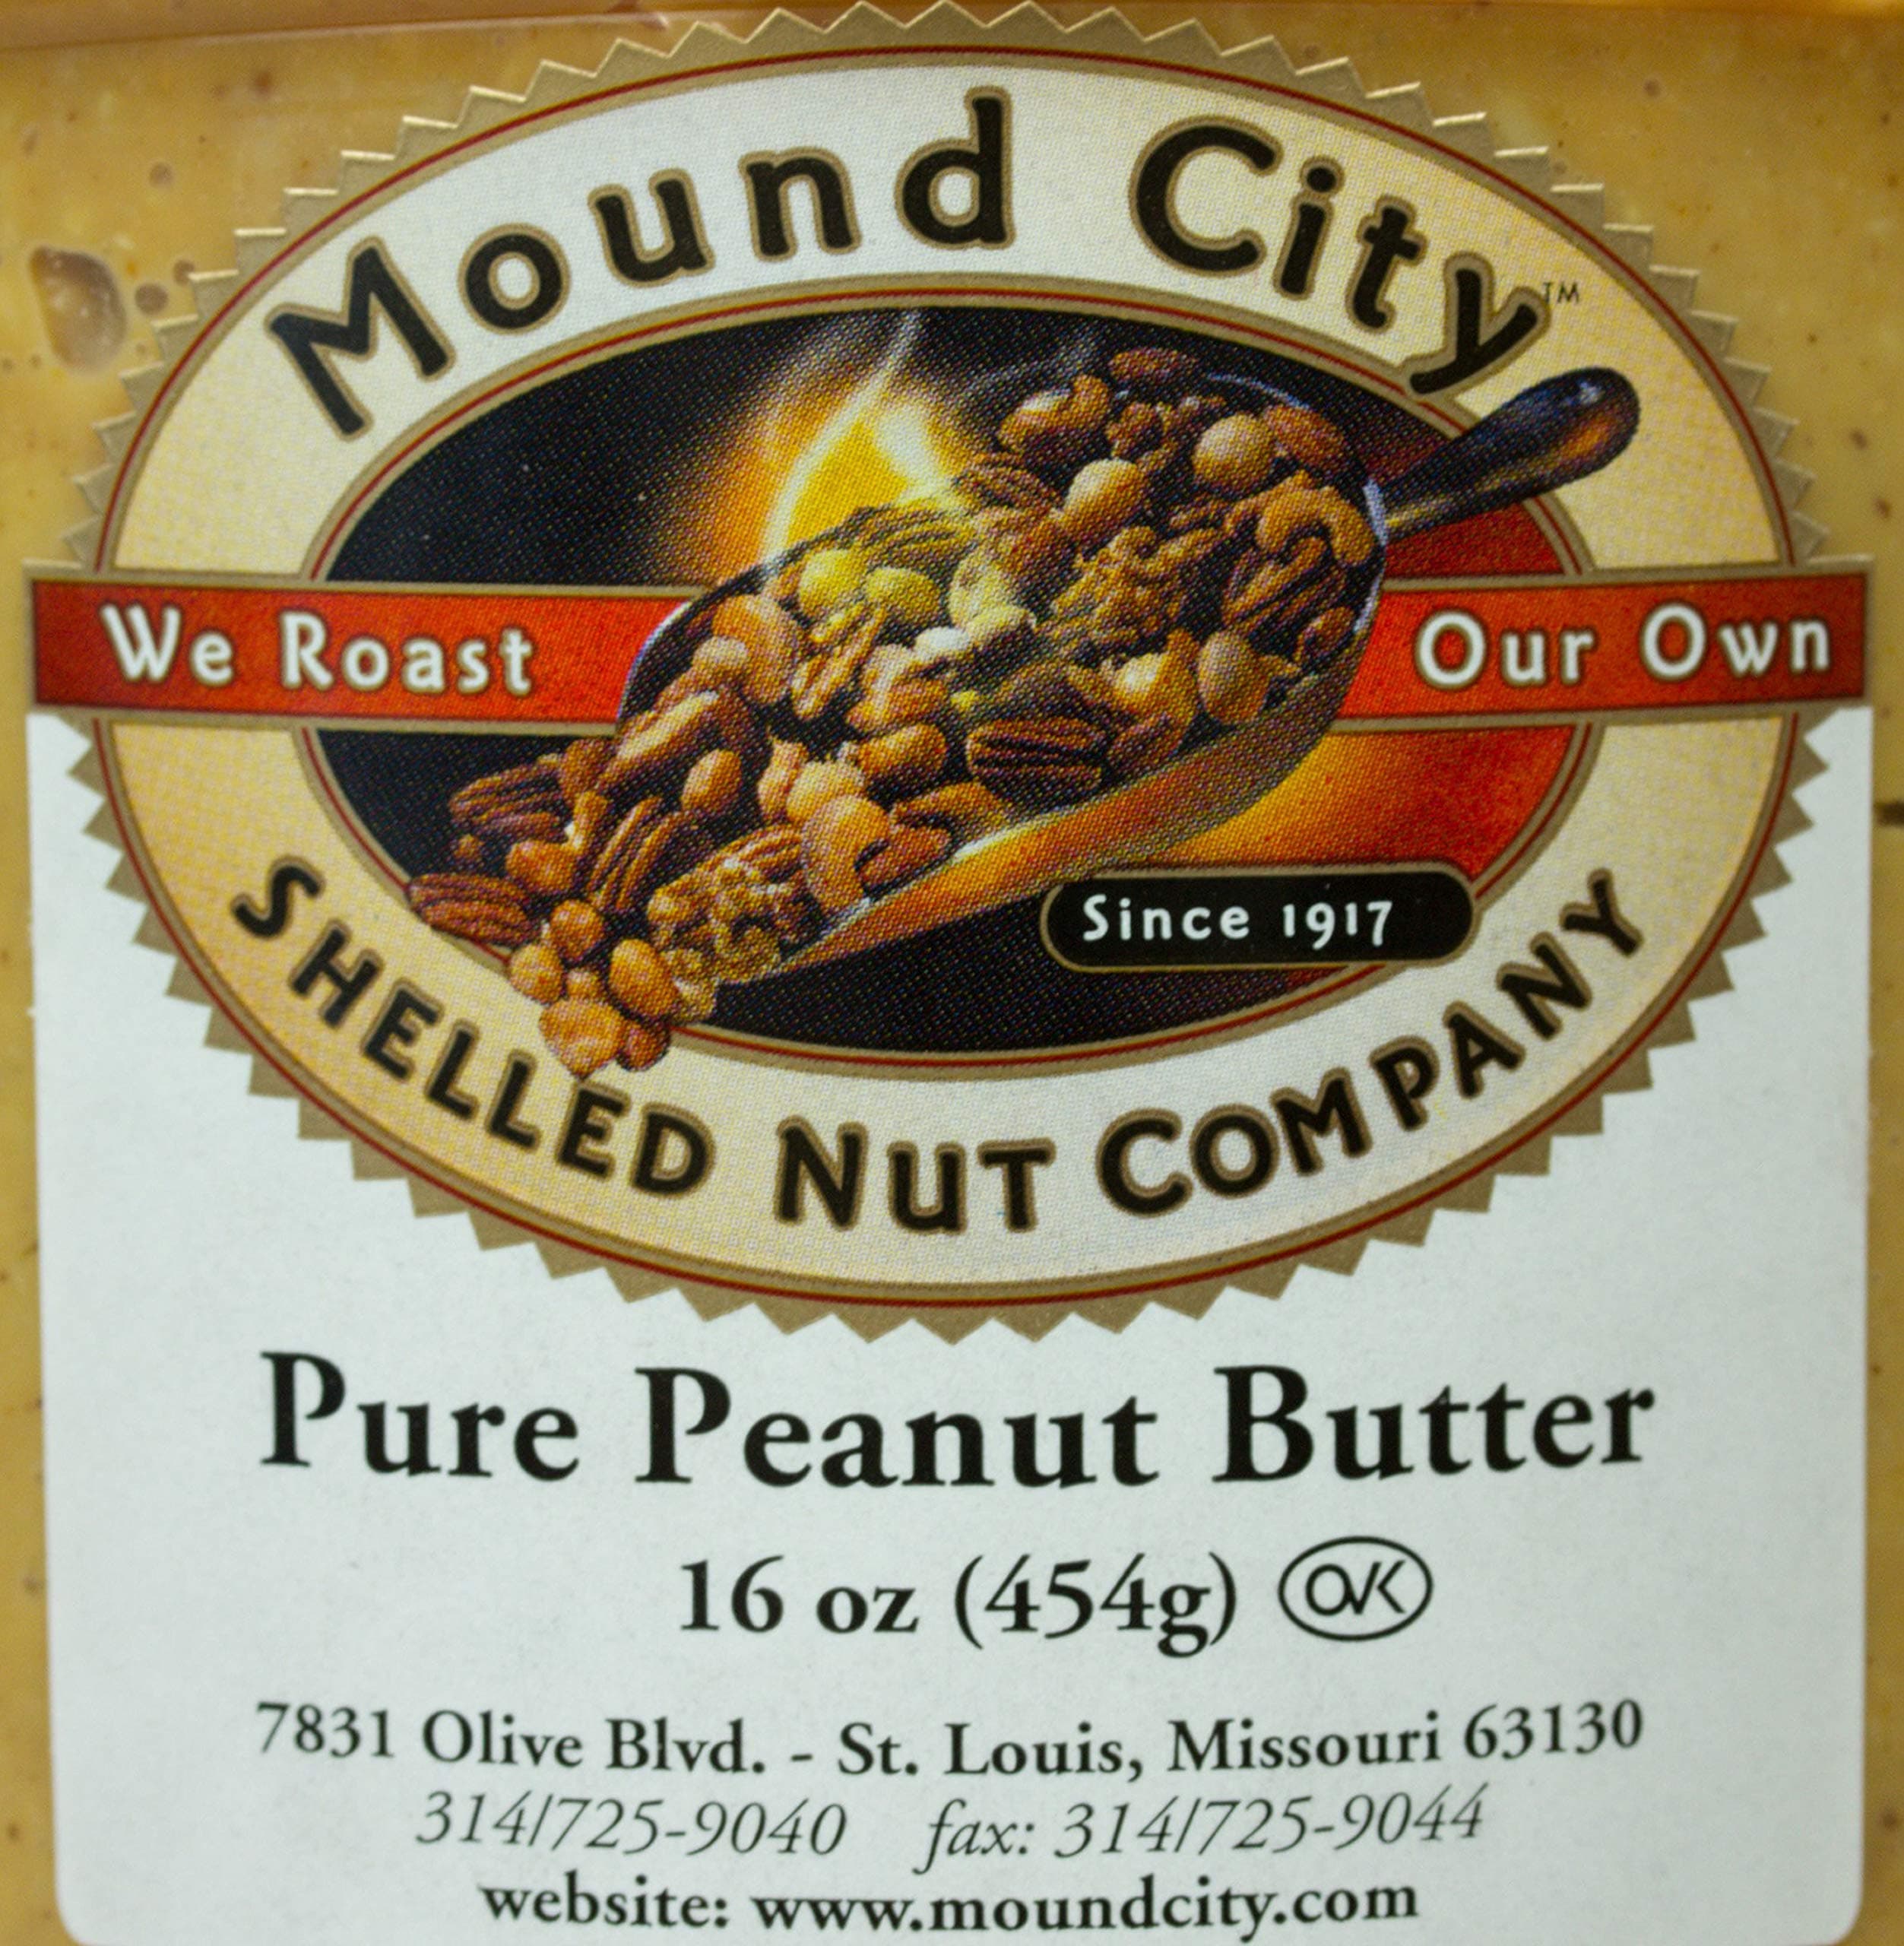 Mound City™
We Roast Our Own
Since 1917
SHELLED NUT COMPANY
Pure Peanut Butter
16 oz (454g) OVK
7831 Olive Blvd. - St. Louis, Missouri 63130
314/725-9040 fax: 314/725-9044
website: www.moundcity.com